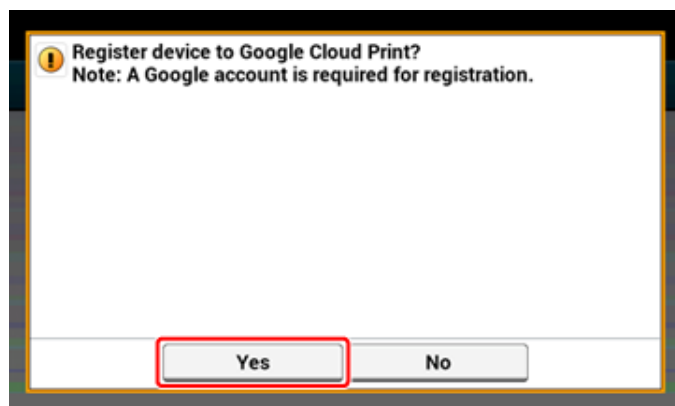 Register device to Google Cloud Print?
Note: A Google account is required for registration.
Yes No